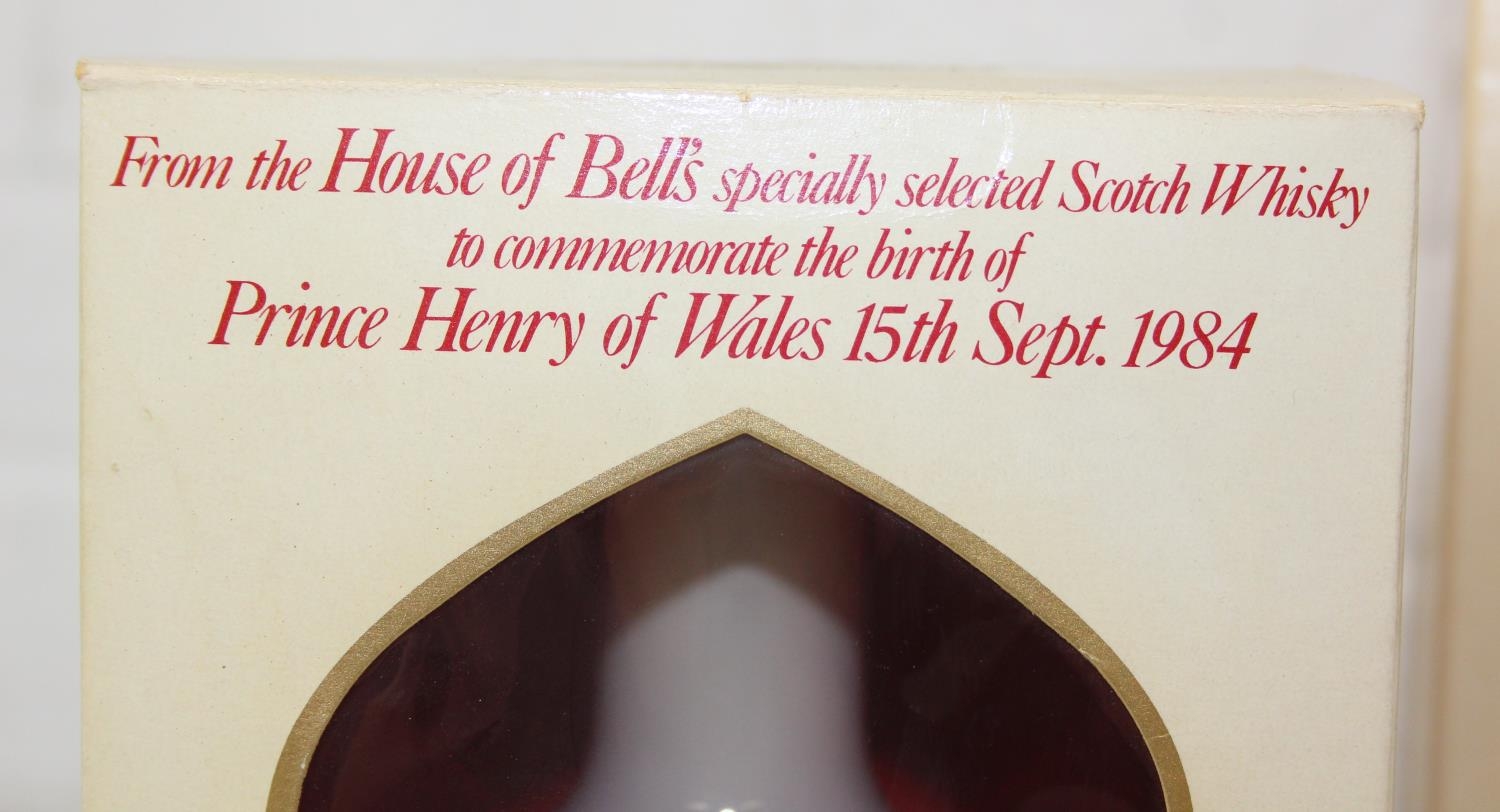 From the House of Bell's specially selected Scotch Whisky
to commemorate the birth of
Prince Henry of Wales 15th Sept. 1984